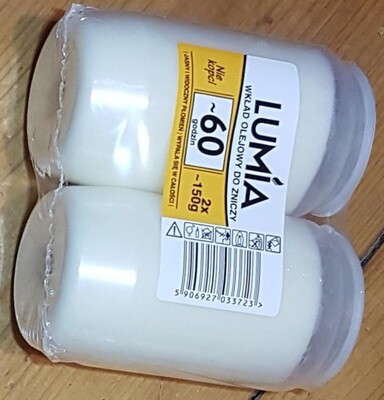 LUMIA
WKŁAD OLEJOWY DO ZNICZY
Nie
kopci
~60
godzin
2x
~150g
| JASNY I WIDOCZNY PŁOMIEŃ | WYPALA SIĘ W CAŁOŚCI |
5 906927 033723 >